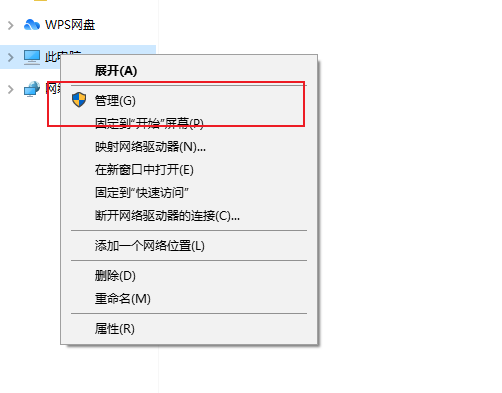 WPS网盘
此电脑
展开(A)
管理(G)
固定到"开始"屏幕(P)
映射网络驱动器(N)...
在新窗口中打开(E)
固定到"快速访问"
断开网络驱动器的连接(C)...
添加一个网络位置(L)
删除(D)
重命名(M)
属性(R)